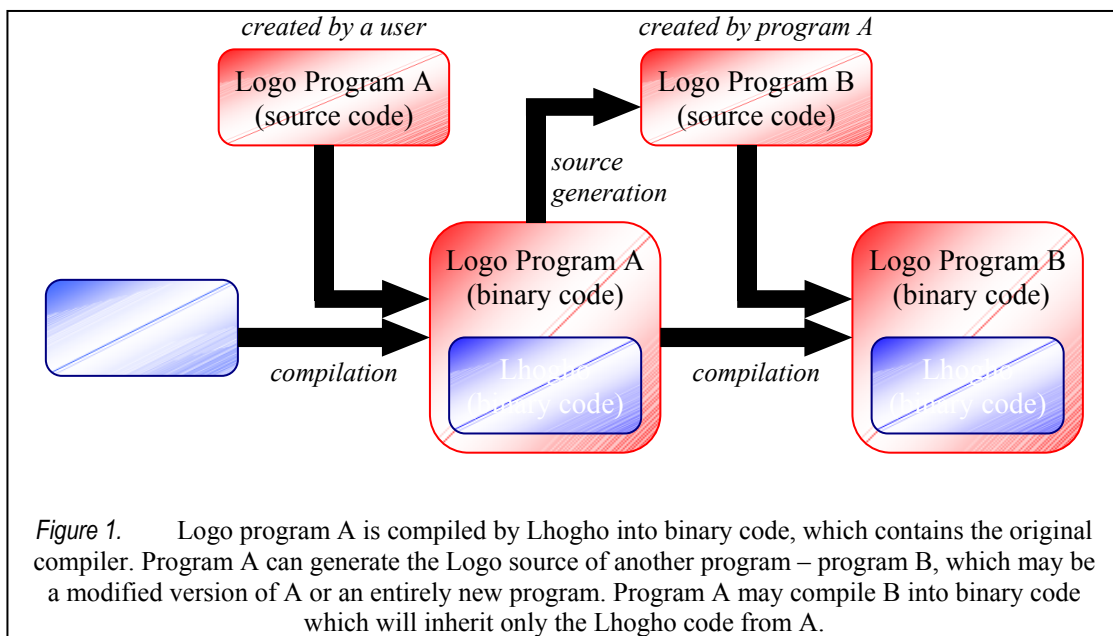 created by a user
created by program A
Logo Program A
(source code)
Logo Program B
(source code)
source
generation
Logo Program A
(binary code)
Logo Program B
(binary code)
Lhogho
(binary code)
Lhogho
(binary code)
compilation
compilation
Figure 1. Logo program A is compiled by Lhogho into binary code, which contains the original
compiler. Program A can generate the Logo source of another program – program B, which may be
a modified version of A or an entirely new program. Program A may compile B into binary code
which will inherit only the Lhogho code from A.